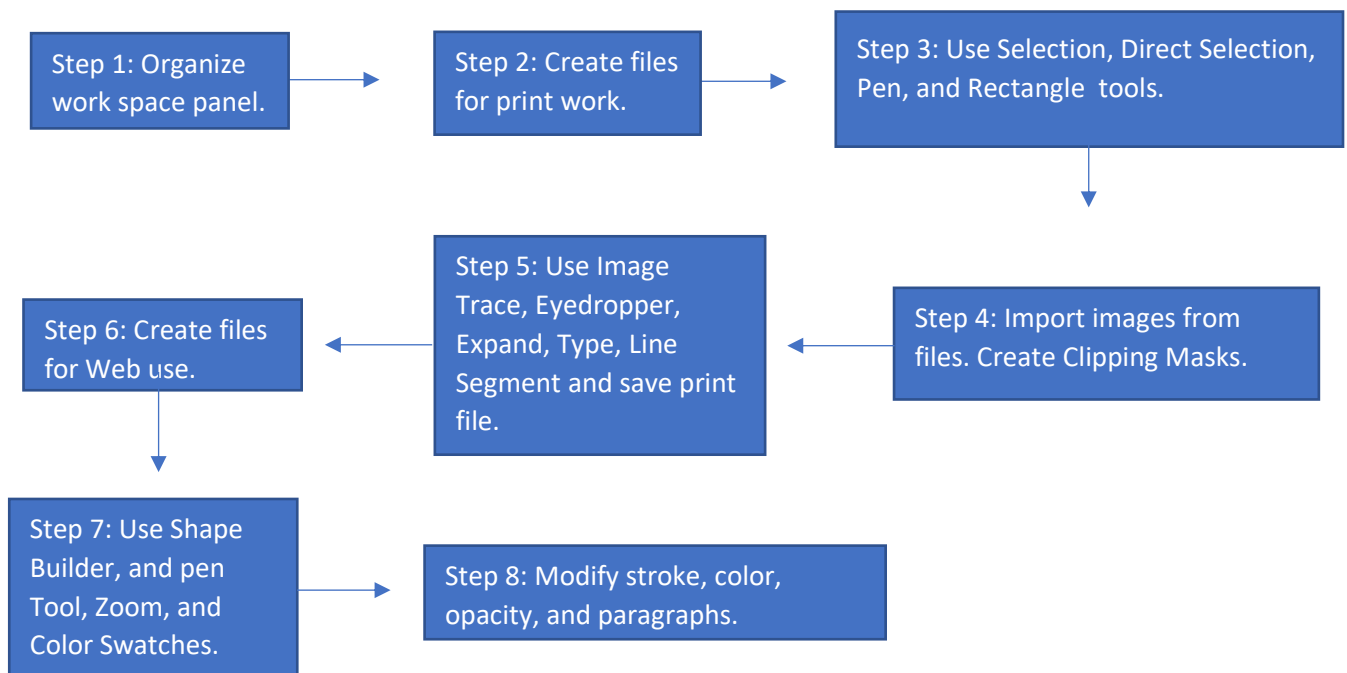 Step 1: Organize
work space panel.
Step 2: Create files
for print work.
Step 3: Use Selection, Direct Selection,
Pen, and Rectangle  tools.
Step 4: Import images from
files. Create Clipping Masks.
Step 5: Use Image
Trace, Eyedropper,
Expand, Type, Line
Segment and save print
file.
Step 6: Create files
for Web use.
Step 7: Use Shape
Builder, and pen
Tool, Zoom, and
Color Swatches.
Step 8: Modify stroke, color,
opacity, and paragraphs.